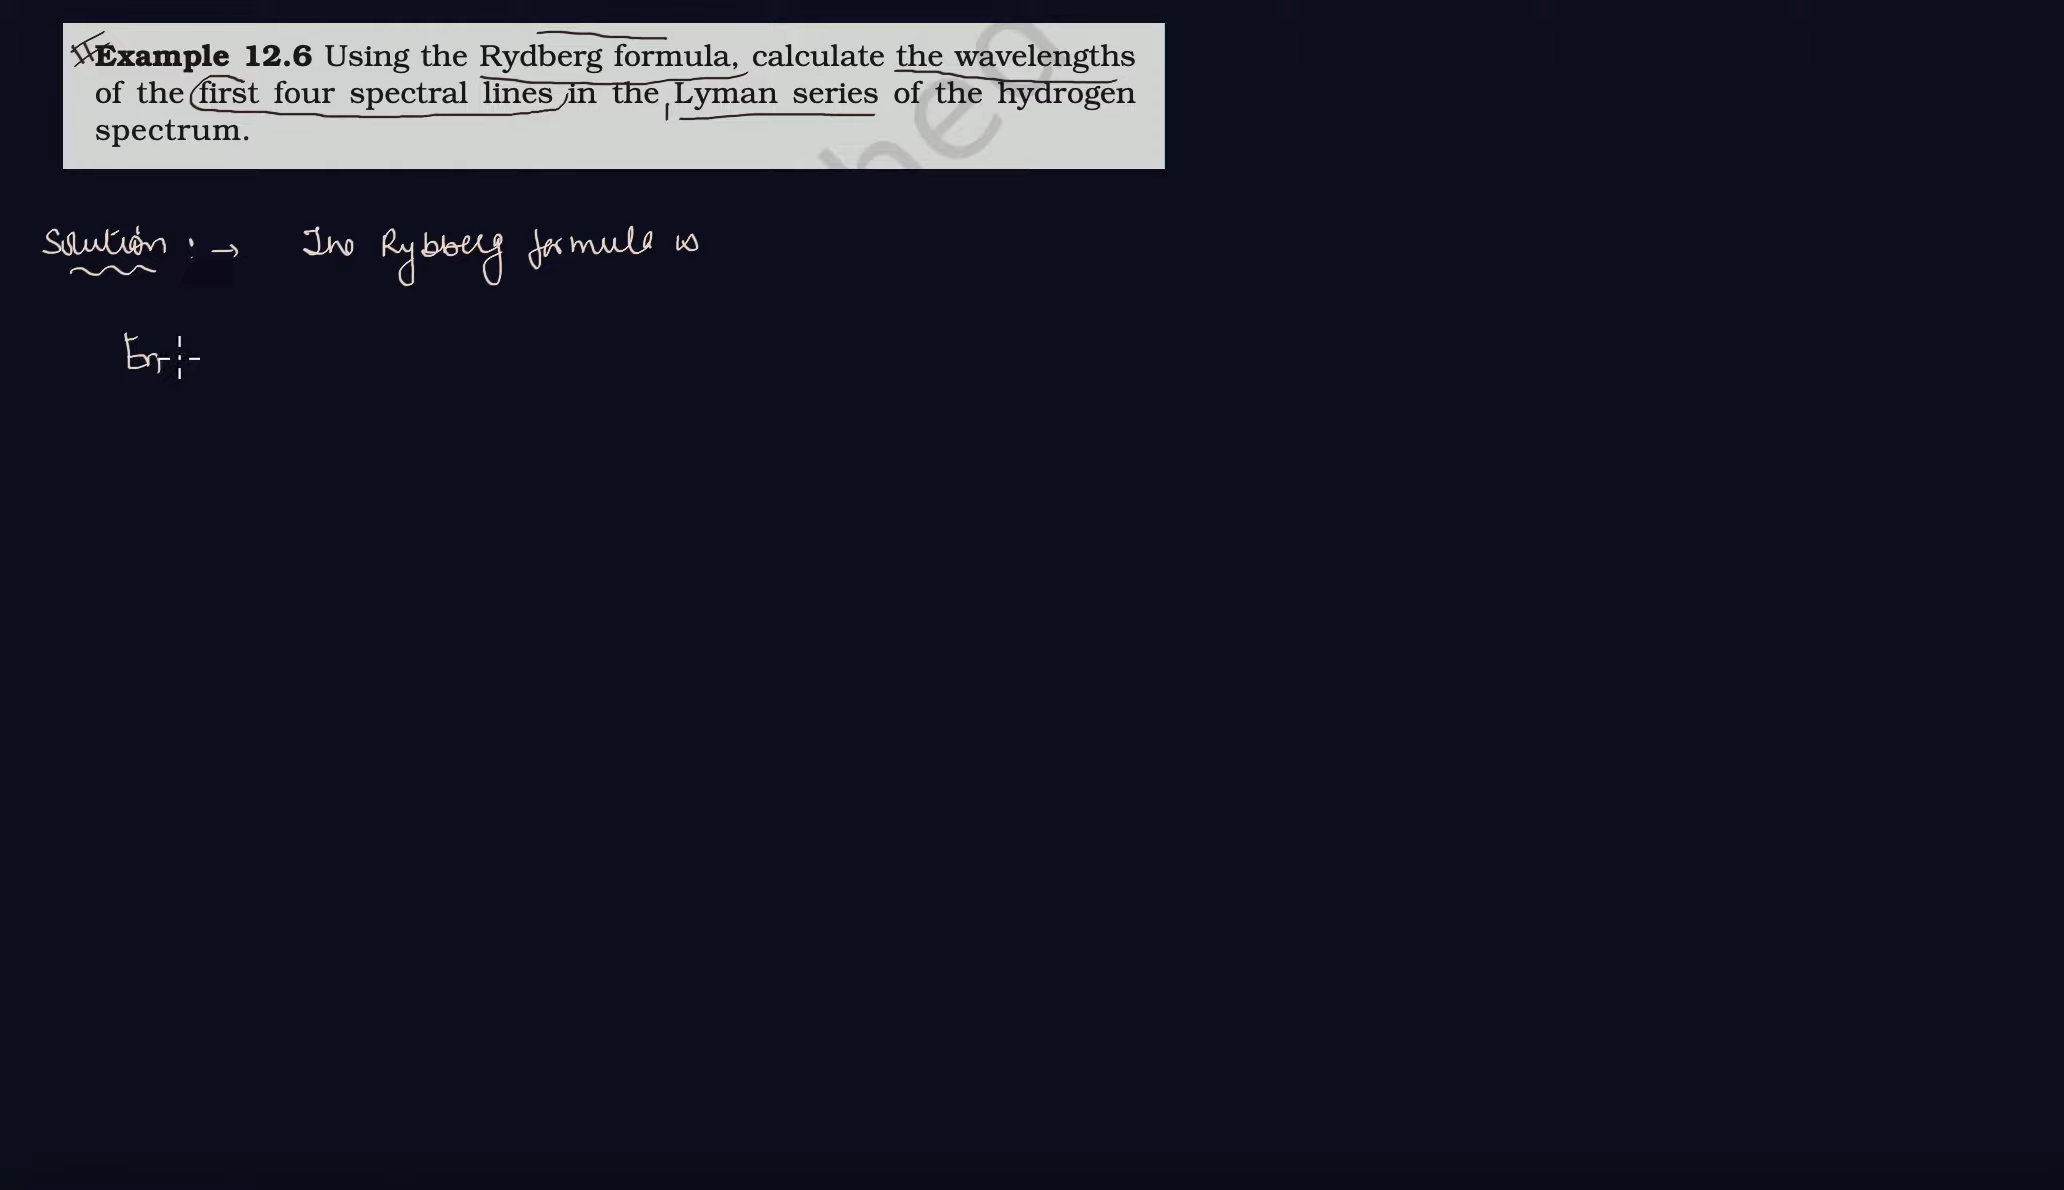 Example 12.6 Using the Rydberg formula, calculate the wavelengths
of the first four spectral lines in the Lyman series of the hydrogen
spectrum.
Solution :→ The Rybberg formula is